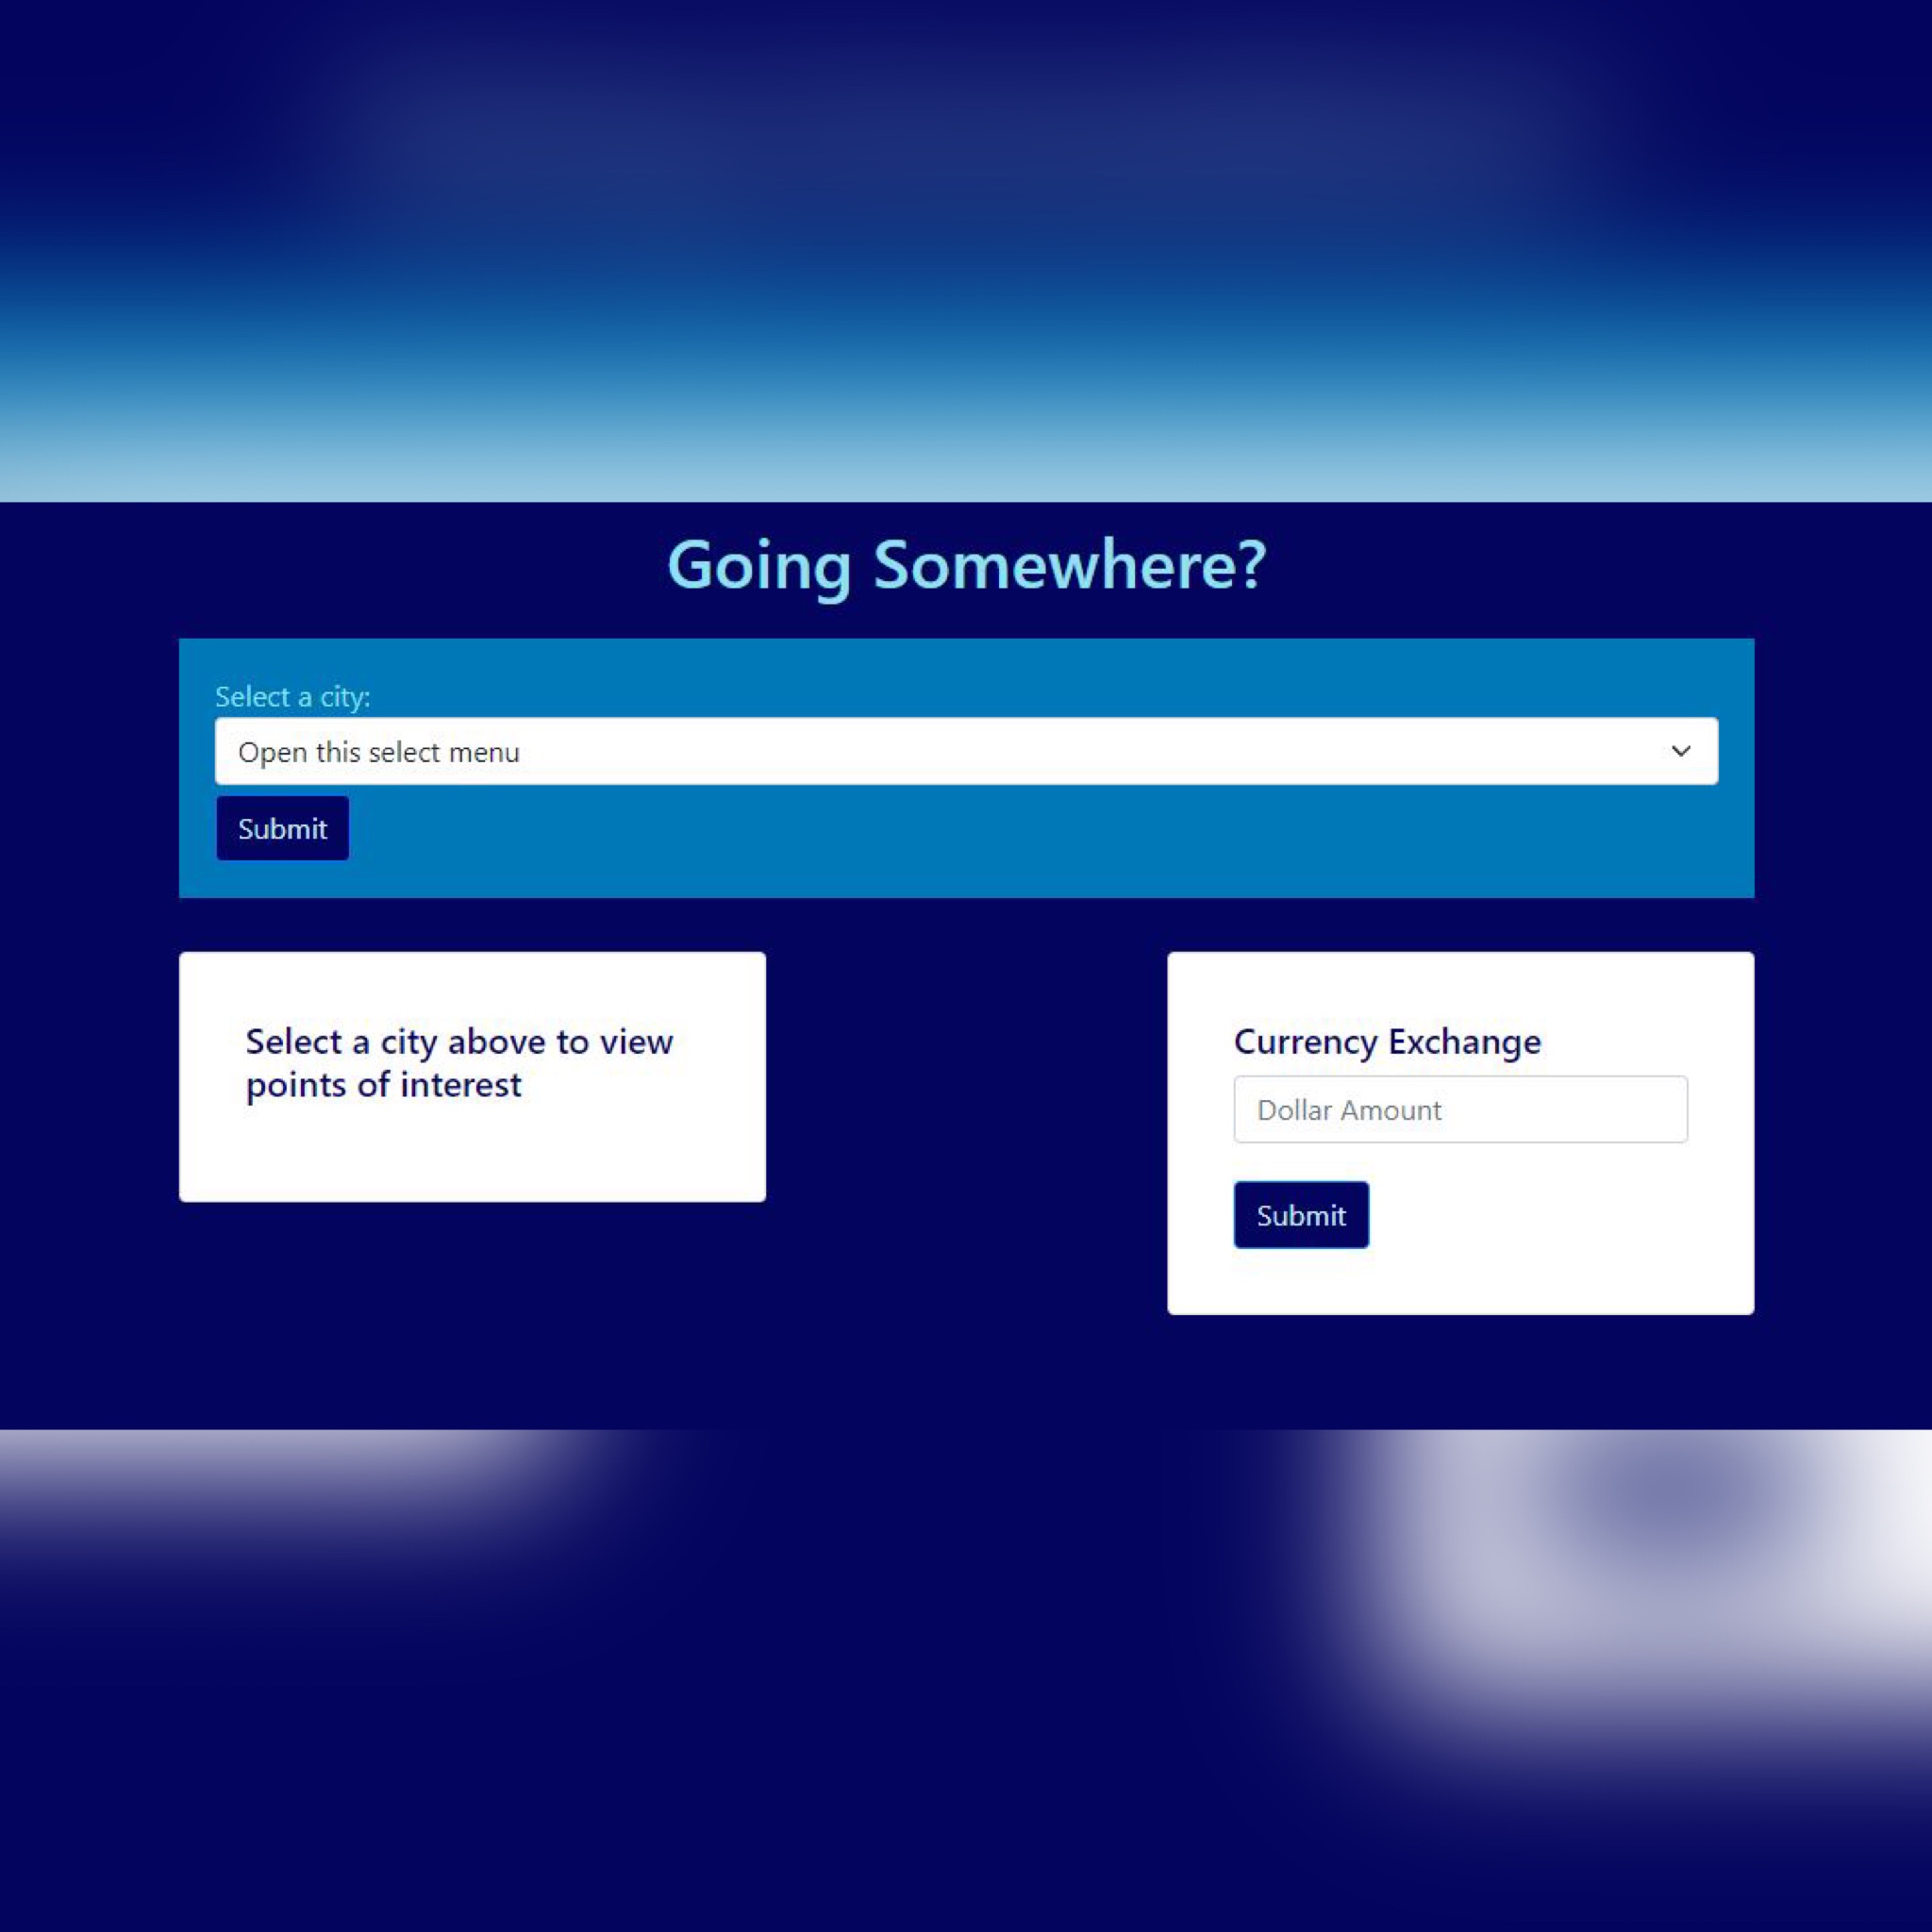 Going Somewhere?
Select a city:
Open this select menu
Submit
Select a city above to view
points of interest
Currency Exchange
Dollar Amount
Submit